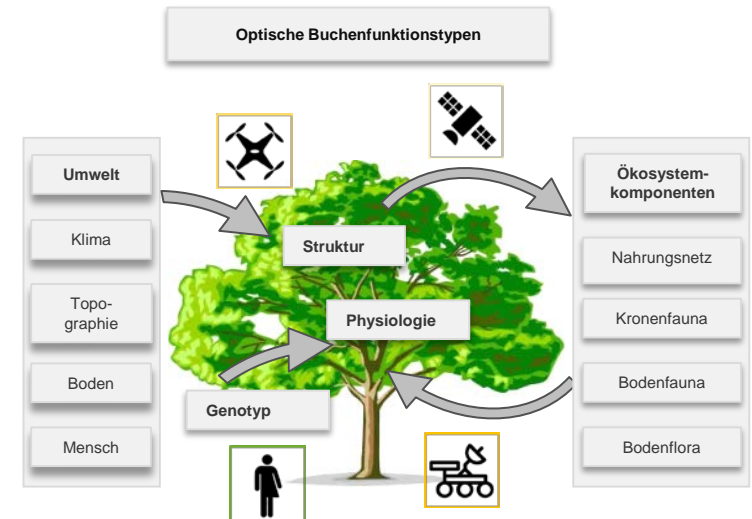 Optische Buchenfunktionstypen
Umwelt
Klima
Topo-
graphie
Boden
Mensch
Struktur
Physiologie
Genotyp
Ökosystem-
komponenten
Nahrungsnetz
Kronenfauna
Bodenfauna
Bodenflora